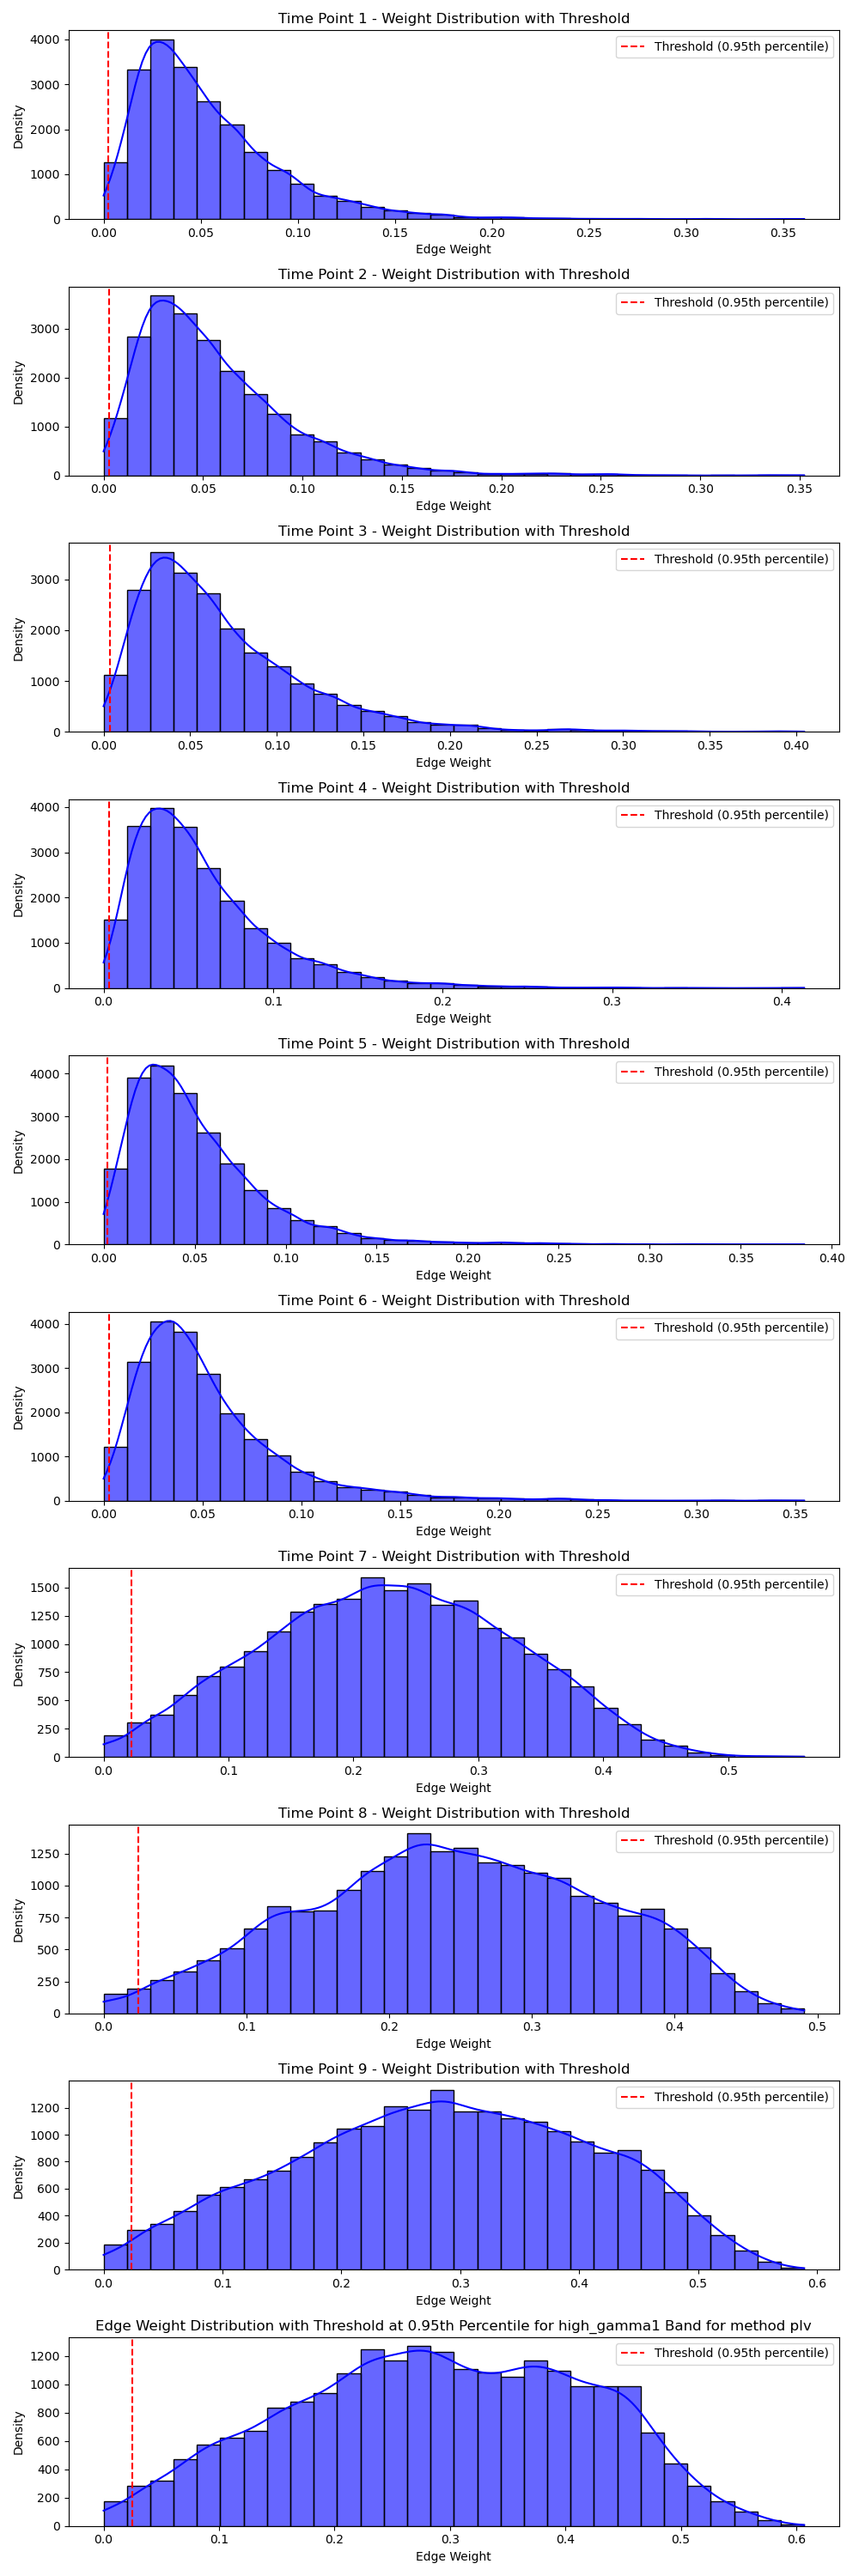 Time Point 1 - Weight Distribution with Threshold
Threshold (0.95th percentile)
4000
3000
2000
1000
0
Density
0.00 0.05 0.10 0.15 0.20 0.25 0.30 0.35
Edge Weight
Time Point 2 - Weight Distribution with Threshold
Threshold (0.95th percentile)
3000
2000
1000
0
Density
0.00 0.05 0.10 0.15 0.20 0.25 0.30 0.35
Edge Weight
Time Point 3 - Weight Distribution with Threshold
Threshold (0.95th percentile)
3000
2000
1000
0
Density
0.00 0.05 0.10 0.15 0.20 0.25 0.30 0.35 0.40
Edge Weight
Time Point 4 - Weight Distribution with Threshold
Threshold (0.95th percentile)
4000
3000
2000
1000
0
Density
0.0 0.1 0.2 0.3 0.4
Edge Weight
Time Point 5 - Weight Distribution with Threshold
Threshold (0.95th percentile)
4000
3000
2000
1000
0
Density
0.00 0.05 0.10 0.15 0.20 0.25 0.30 0.35 0.40
Edge Weight
Time Point 6 - Weight Distribution with Threshold
Threshold (0.95th percentile)
4000
3000
2000
1000
0
Density
0.00 0.05 0.10 0.15 0.20 0.25 0.30 0.35
Edge Weight
Time Point 7 - Weight Distribution with Threshold
Threshold (0.95th percentile)
1500
1250
1000
750
500
250
0
Density
0.0 0.1 0.2 0.3 0.4 0.5
Edge Weight
Time Point 8 - Weight Distribution with Threshold
Threshold (0.95th percentile)
1250
1000
750
500
250
0
Density
0.0 0.1 0.2 0.3 0.4 0.5
Edge Weight
Time Point 9 - Weight Distribution with Threshold
Threshold (0.95th percentile)
1200
1000
800
600
400
200
0
Density
0.0 0.1 0.2 0.3 0.4 0.5 0.6
Edge Weight
Edge Weight Distribution with Threshold at 0.95th Percentile for high_gamma1 Band for method plv
Threshold (0.95th percentile)
1200
1000
800
600
400
200
0
Density
0.0 0.1 0.2 0.3 0.4 0.5 0.6
Edge Weight